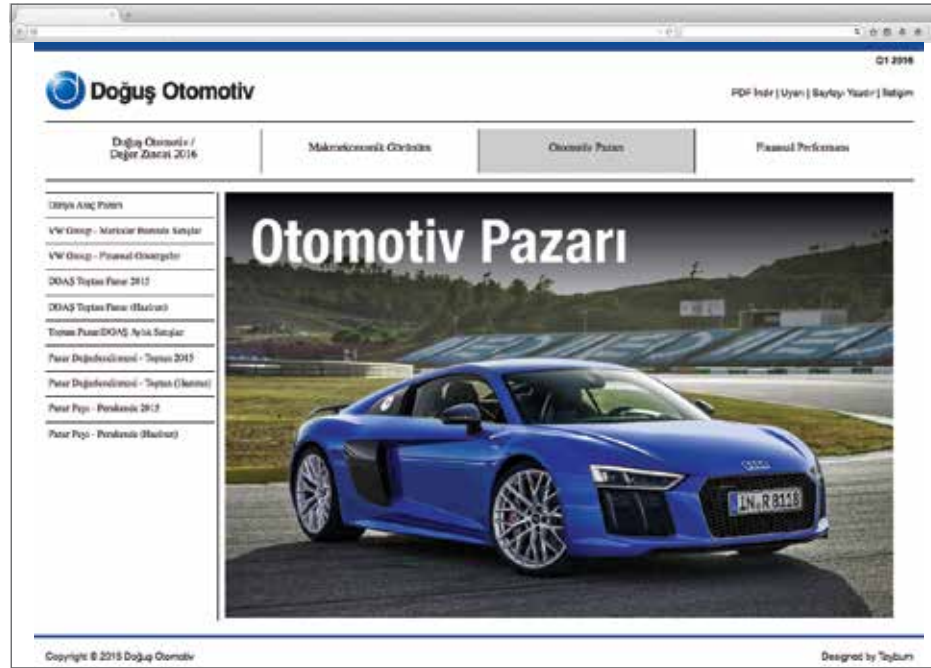 Q1 2016
Doğuş Otomotiv
PDF İndir | Uyarı | Sayfayı Yazdır | İletişim
Doğuş Otomotiv /
Değer Zinciri 2016
Makroekonomik Görünüm
Otomotiv Pazarı
Finansal Performans
Dünya Araç Pazarı
VW Group - Markalar Bazında Satışlar
VW Group - Finansal Göstergeler
DOAŞ Toptan Pazar 2015
DOAŞ Toptan Pazar (Haziran)
Toplam Pazar/DOAŞ Aylık Satışlar
Pazar Değerlendirmesi - Toptan 2015
Pazar Değerlendirmesi - Toptan (Haziran)
Pazar Payı - Perakende 2015
Pazar Payı - Perakende (Haziran)
Otomotiv Pazarı
IN·R 8118
Copyright © 2015 Doğuş Otomotiv
Designed by Tayburn